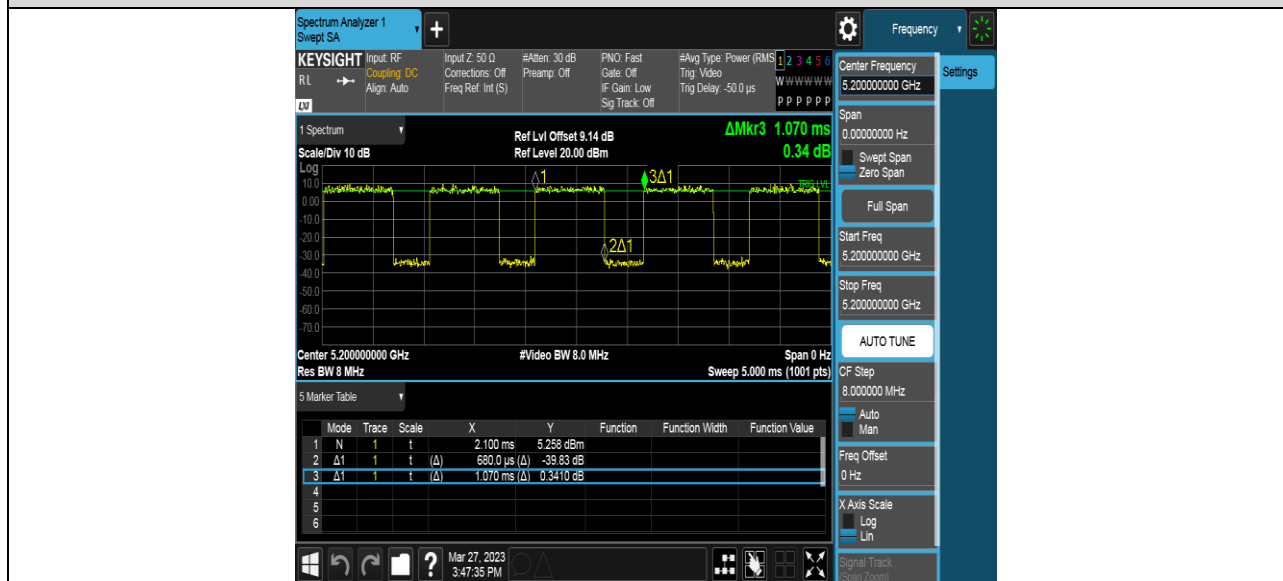 Spectrum Analyzer 1
Swept SA
+
Frequency
KEYSIGHT Input: RF Input Z: 50 Ω #Atten: 30 dB PNO: Fast #Avg Type: Power (RMS 1 2 3 4 5 6
RL Coupling: DC Corrections: Off Preamp: Off Gate: Off Trig: Video W W W W W W
Align: Auto Freq Ref: Int (S) IF Gain: Low Trig Delay: -50.0 µs
LXI Sig Track: Off P P P P P P
Center Frequency
5.200000000 GHz
Settings
Span
0.00000000 Hz
Swept Span
Zero Span
Full Span
Start Freq
5.200000000 GHz
Stop Freq
5.200000000 GHz
AUTO TUNE
CF Step
8.000000 MHz
Auto
Man
Freq Offset
0 Hz
X Axis Scale
Log
Lin
Signal Track
(Span Zoom)
1 Spectrum
Ref Lvl Offset 9.14 dB ΔMkr3 1.070 ms
Scale/Div 10 dB Ref Level 20.00 dBm 0.34 dB
Log
10.0
0.00
-10.0
-20.0
-30.0
-40.0
-50.0
-60.0
-70.0
1
3Δ1
2Δ1
TRIG LVL
Center 5.200000000 GHz #Video BW 8.0 MHz Span 0 Hz
Res BW 8 MHz Sweep 5.000 ms (1001 pts)
5 Marker Table
Mode Trace Scale X Y Function Function Width Function Value
1 N 1 t 2.100 ms 5.258 dBm
2 Δ1 1 t (Δ) 680.0 µs (Δ) -39.83 dB
3 Δ1 1 t (Δ) 1.070 ms (Δ) 0.3410 dB
4
5
6
?
Mar 27, 2023
3:47:35 PM